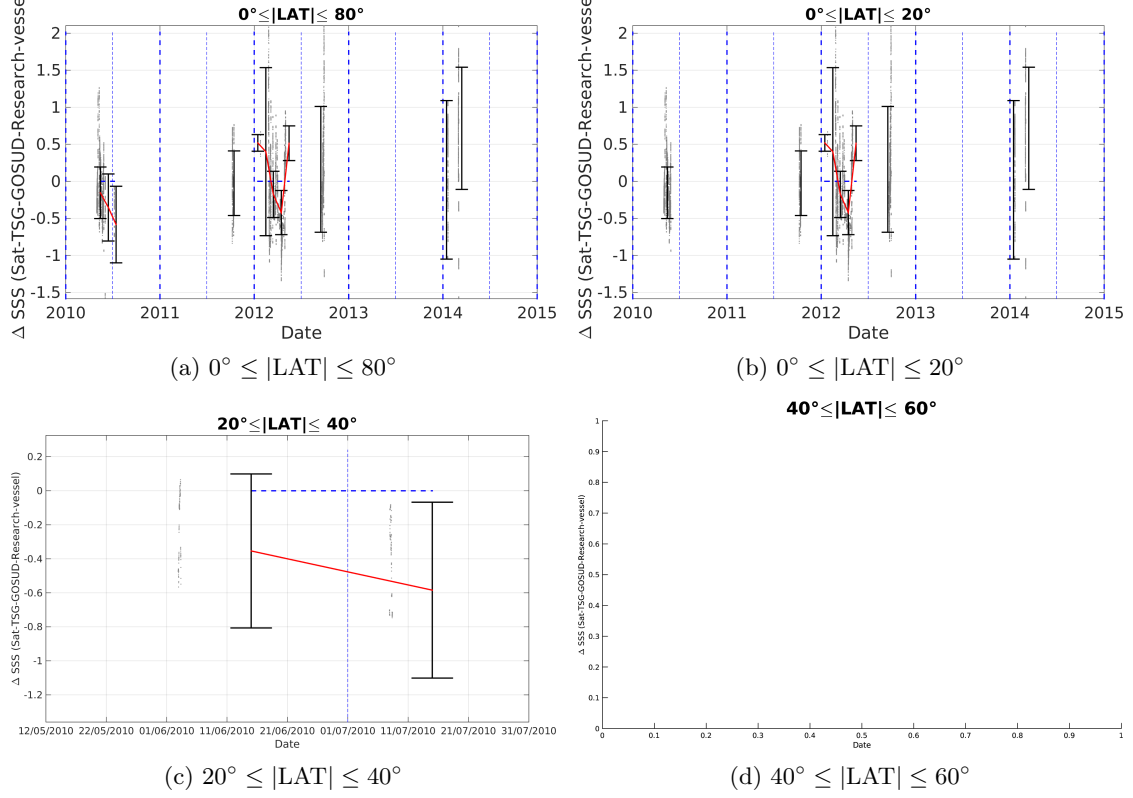 0°≤|LAT|≤ 80°
Δ SSS (Sat-TSG-GOSUD-Research-vessel)
2
1.5
1
0.5
0
-0.5
-1
-1.5
2010 2011 2012 2013 2014 2015
Date
(a) 0° ≤ |LAT| ≤ 80°
0°≤|LAT|≤ 20°
Δ SSS (Sat-TSG-GOSUD-Research-vessel)
2
1.5
1
0.5
0
-0.5
-1
-1.5
2010 2011 2012 2013 2014 2015
Date
(b) 0° ≤ |LAT| ≤ 20°
20°≤|LAT|≤ 40°
Δ SSS (Sat-TSG-GOSUD-Research-vessel)
0.2
0
-0.2
-0.4
-0.6
-0.8
-1
-1.2
12/05/2010 22/05/2010 01/06/2010 11/06/2010 21/06/2010 01/07/2010 11/07/2010 21/07/2010 31/07/2010
Date
(c) 20° ≤ |LAT| ≤ 40°
40°≤|LAT|≤ 60°
Δ SSS (Sat-TSG-GOSUD-Research-vessel)
1
0.9
0.8
0.7
0.6
0.5
0.4
0.3
0.2
0.1
0
0 0.1 0.2 0.3 0.4 0.5 0.6 0.7 0.8 0.9 1
Date
(d) 40° ≤ |LAT| ≤ 60°